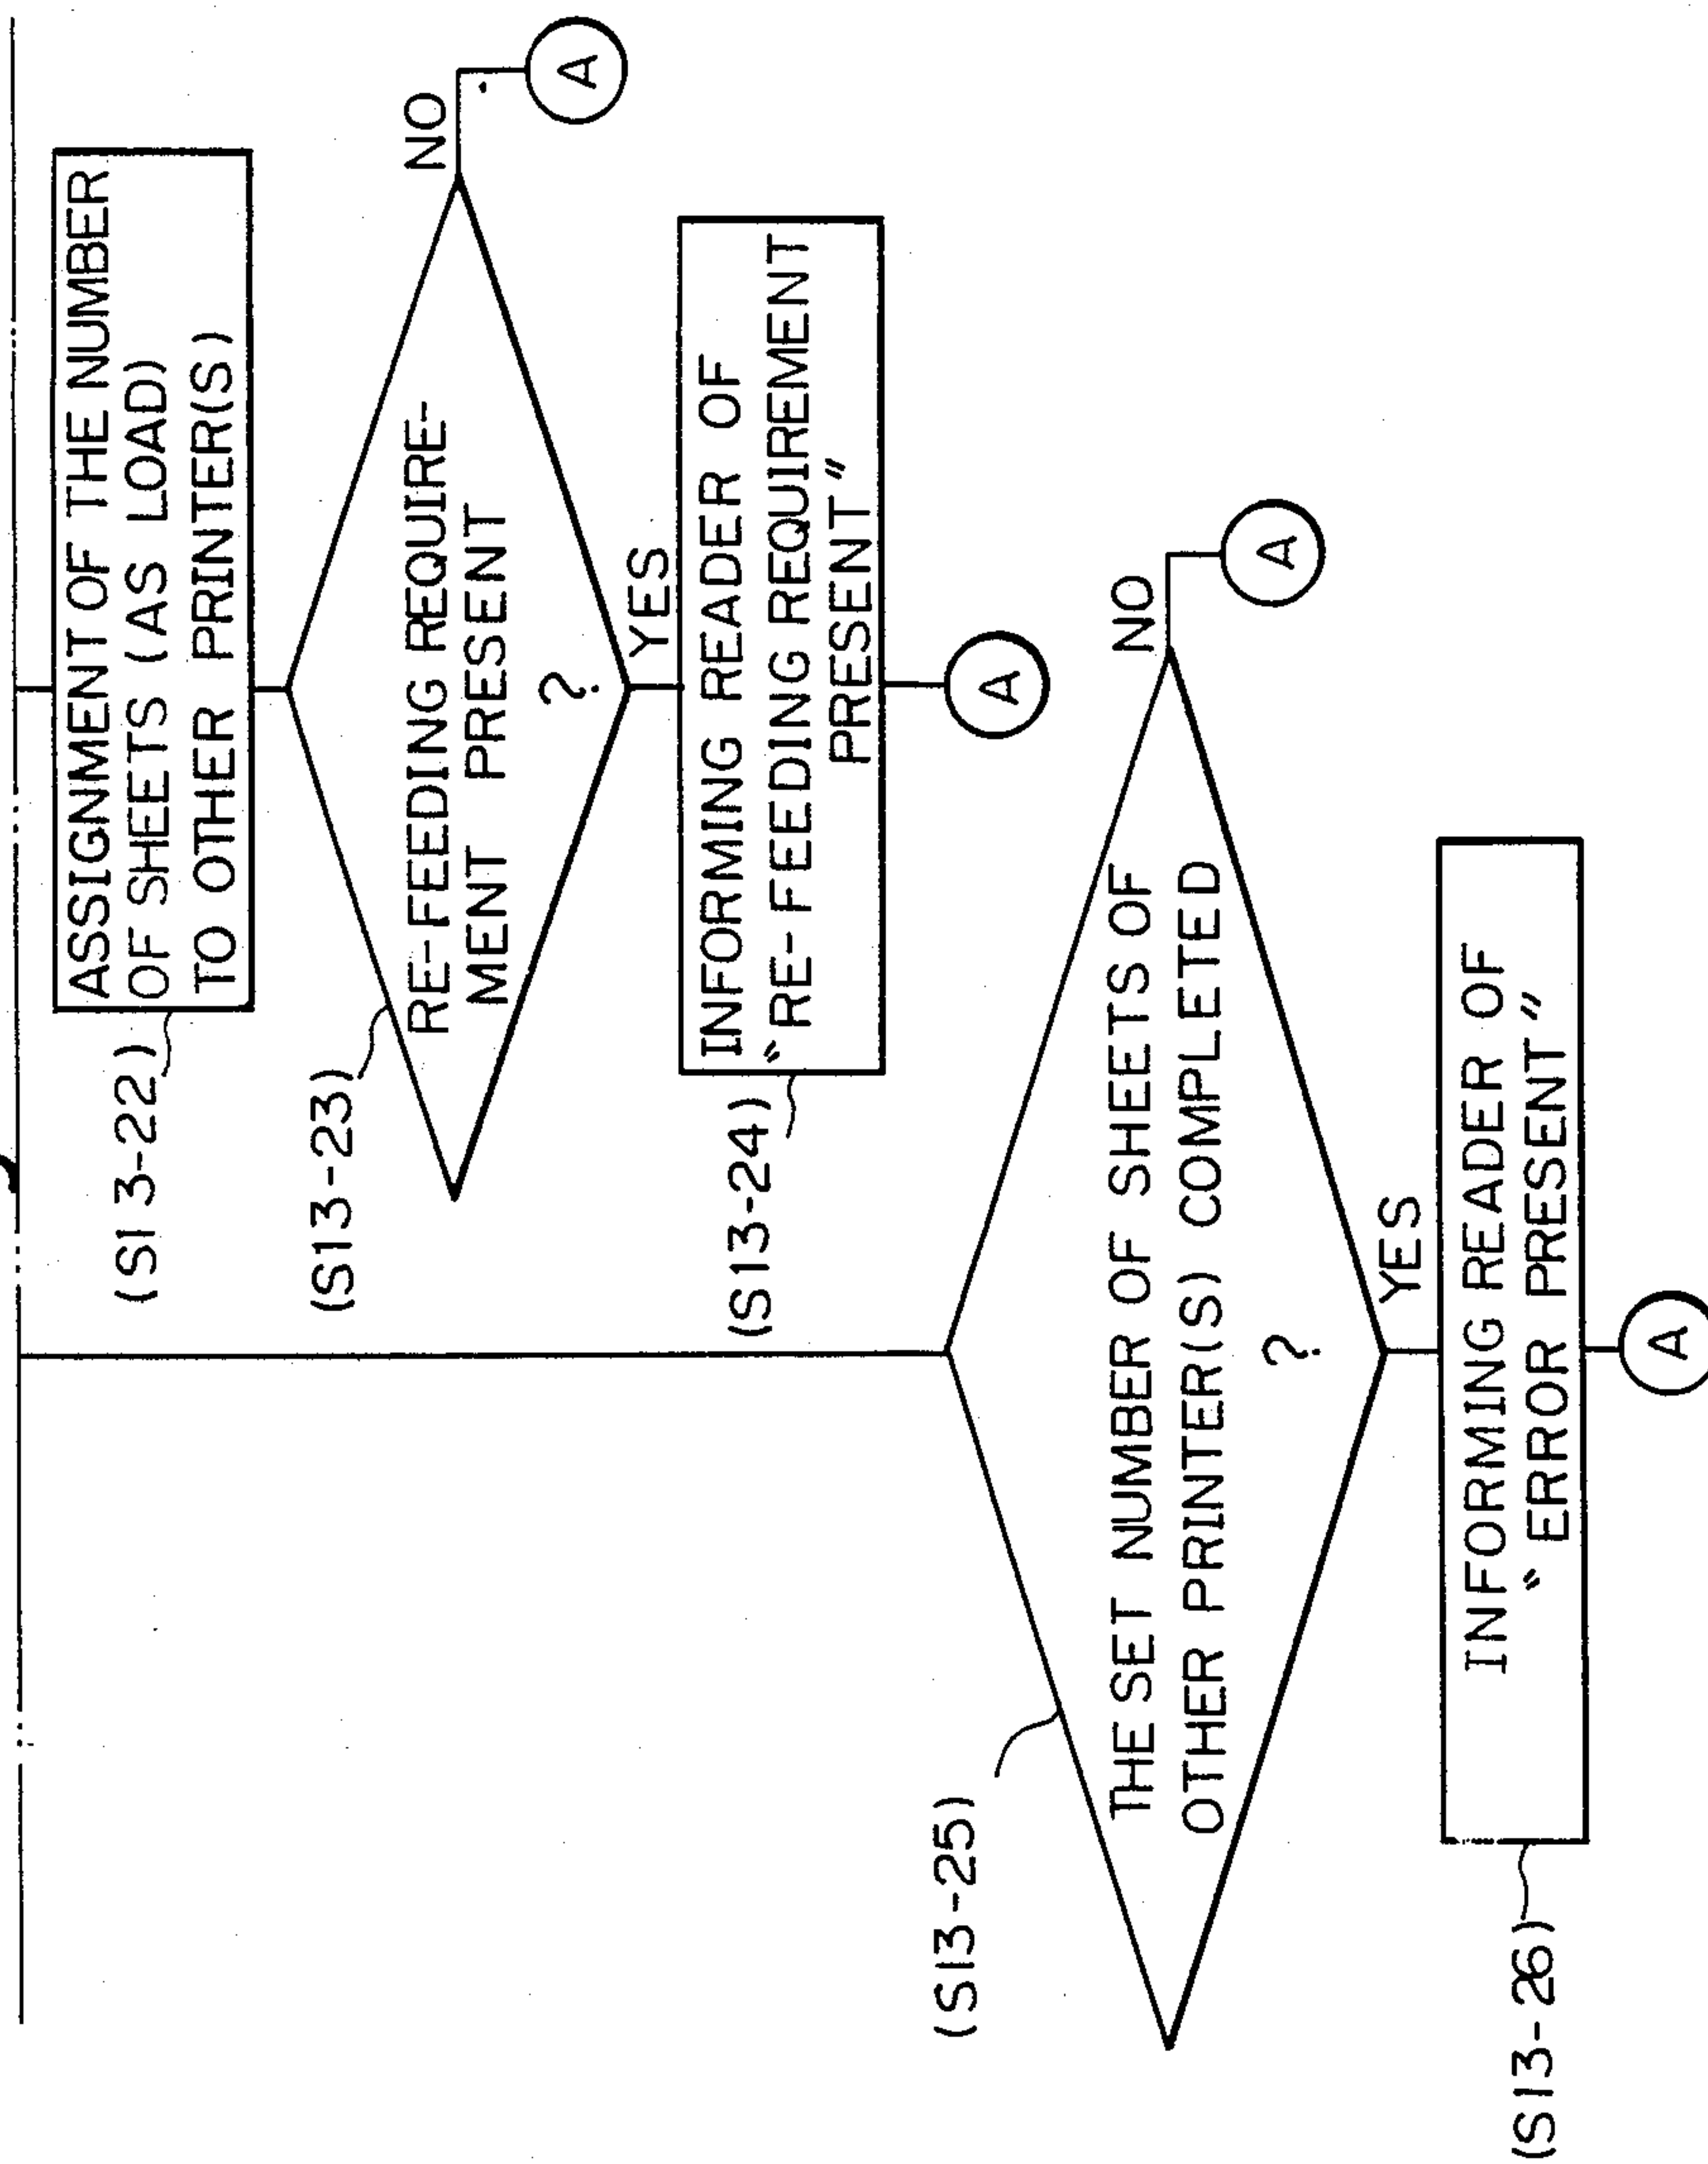 (S13-22)
ASSIGNMENT OF THE NUMBER
OF SHEETS (AS LOAD)
TO OTHER PRINTER(S)
(S13-23)
RE-FEEDING REQUIRE-
MENT PRESENT
?
NO
A
YES
(S13-24)
INFORMING READER OF
"RE-FEEDING REQUIREMENT
PRESENT"
A
(S13-25)
THE SET NUMBER OF SHEETS OF
OTHER PRINTER(S) COMPLETED
?
NO
A
YES
(S13-26)
INFORMING READER OF
"ERROR PRESENT"
A